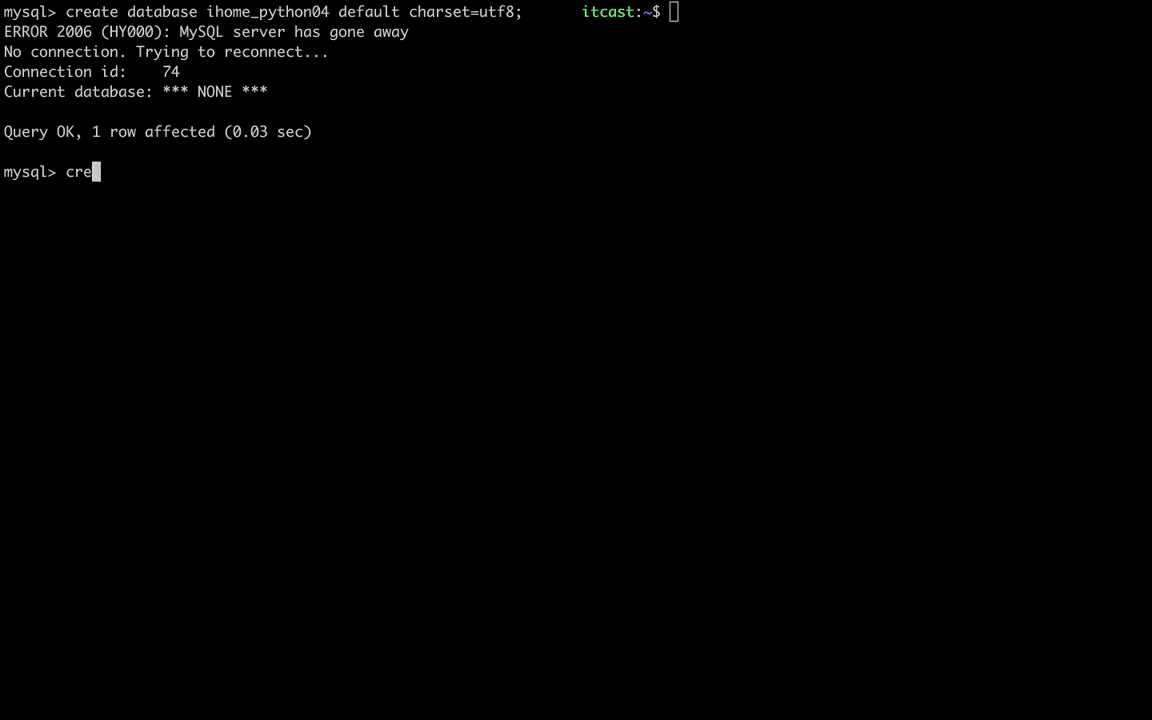 mysql> create database ihome_python04 default charset=utf8;
itcast:~$
ERROR 2006 (HY000): MySQL server has gone away
No connection. Trying to reconnect...
Connection id:    74
Current database: *** NONE ***
Query OK, 1 row affected (0.03 sec)
mysql> cre